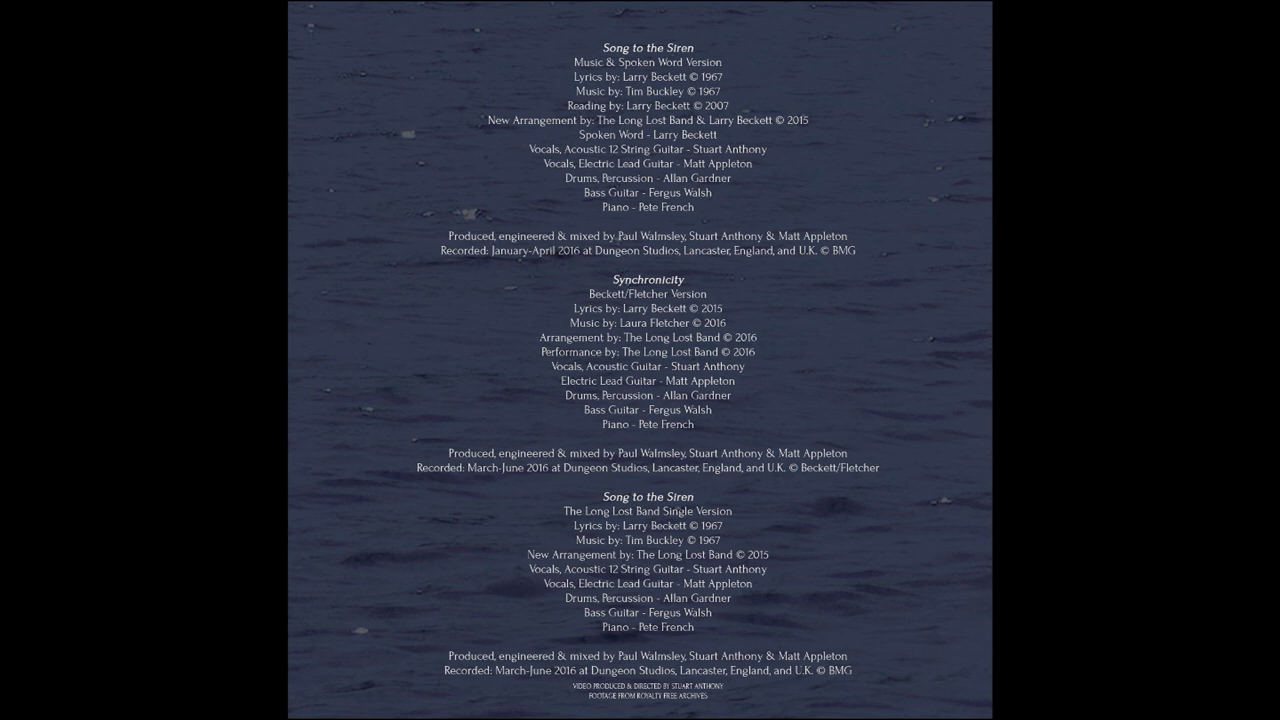 Song to the Siren
Music & Spoken Word Version
Lyrics by: Larry Beckett © 1967
Music by: Tim Buckley © 1967
Reading by: Larry Beckett © 2007
New Arrangement by: The Long Lost Band & Larry Beckett © 2015
Spoken Word - Larry Beckett
Vocals, Acoustic 12 String Guitar - Stuart Anthony
Vocals, Electric Lead Guitar - Matt Appleton
Drums, Percussion - Allan Gardner
Bass Guitar - Fergus Walsh
Piano - Pete French
Produced, engineered & mixed by Paul Walmsley, Stuart Anthony & Matt Appleton
Recorded: January-April 2016 at Dungeon Studios, Lancaster, England, and U.K. © BMG
Synchronicity
Beckett/Fletcher Version
Lyrics by: Larry Beckett © 2015
Music by: Laura Fletcher © 2016
Arrangement by: The Long Lost Band © 2016
Performance by: The Long Lost Band © 2016
Vocals, Acoustic Guitar - Stuart Anthony
Electric Lead Guitar - Matt Appleton
Drums, Percussion - Allan Gardner
Bass Guitar - Fergus Walsh
Piano - Pete French
Produced, engineered & mixed by Paul Walmsley, Stuart Anthony & Matt Appleton
Recorded: March-June 2016 at Dungeon Studios, Lancaster, England, and U.K. © Beckett/Fletcher
Song to the Siren
The Long Lost Band Single Version
Lyrics by: Larry Beckett © 1967
Music by: Tim Buckley © 1967
New Arrangement by: The Long Lost Band © 2015
Vocals, Acoustic 12 String Guitar - Stuart Anthony
Vocals, Electric Lead Guitar - Matt Appleton
Drums, Percussion - Allan Gardner
Bass Guitar - Fergus Walsh
Piano - Pete French
Produced, engineered & mixed by Paul Walmsley, Stuart Anthony & Matt Appleton
Recorded: March-June 2016 at Dungeon Studios, Lancaster, England, and U.K. © BMG
VIDEO PRODUCED & DIRECTED BY STUART ANTHONY
FOOTAGE FROM ROYALTY FREE ARCHIVES